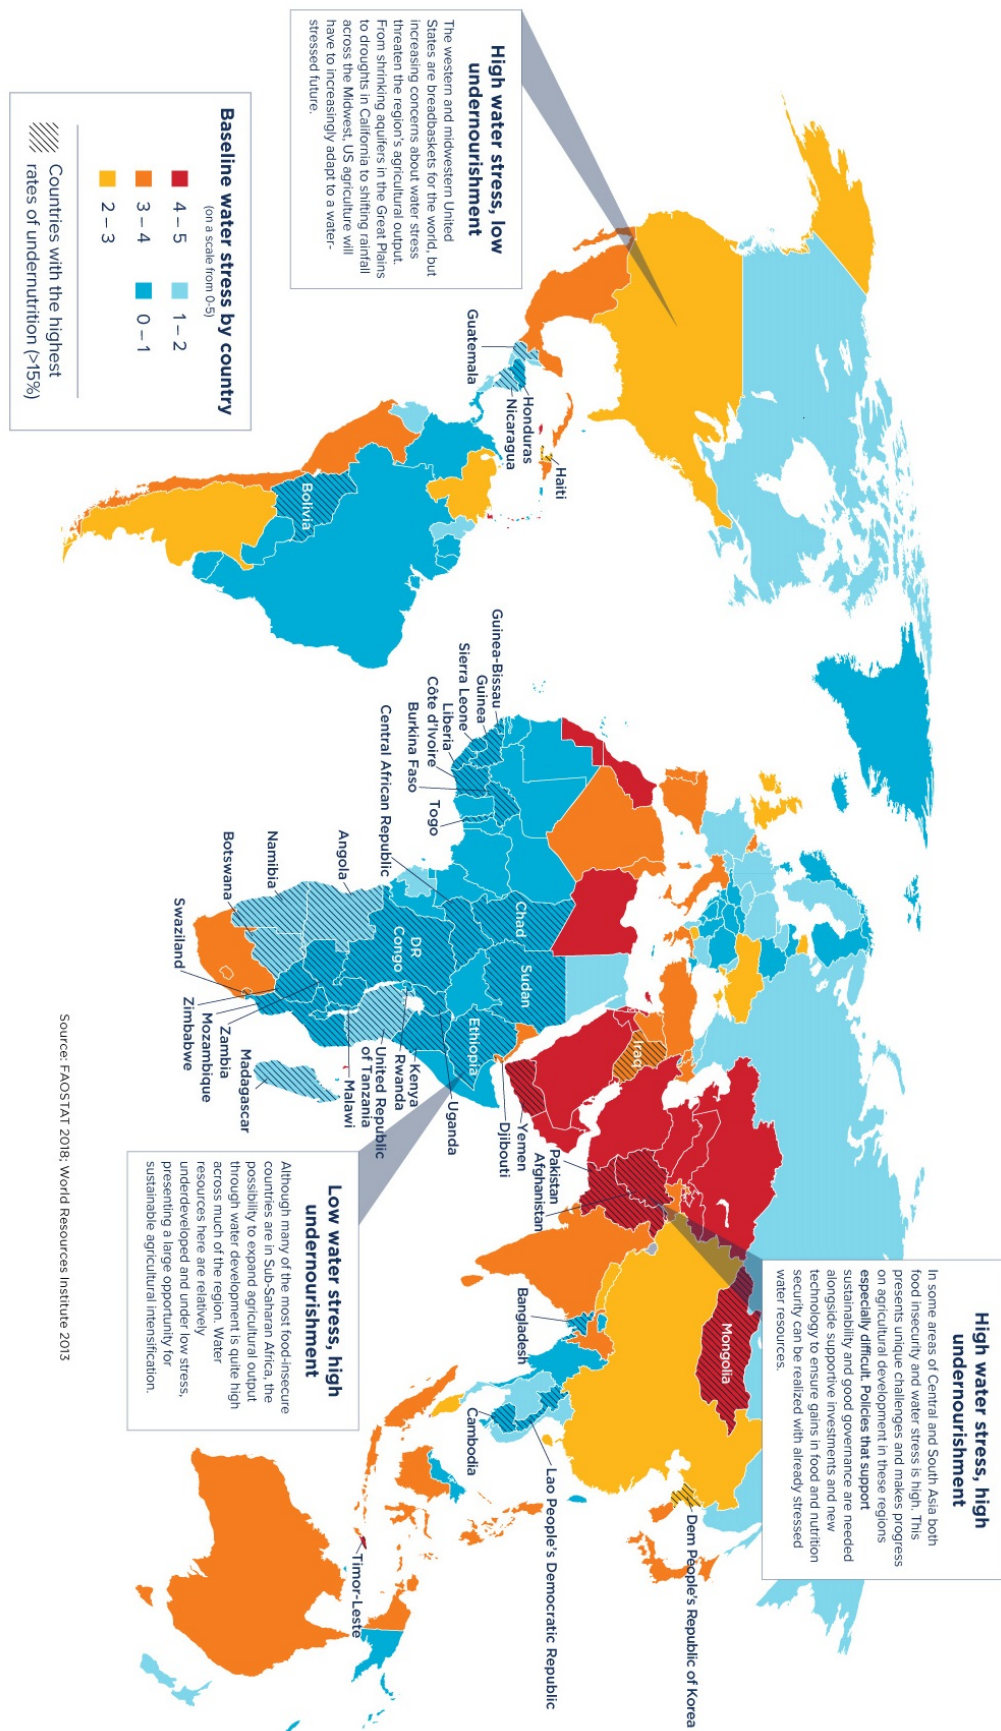 High water stress, low
undernourishment
The western and midwestern United
States are breadbaskets for the world, but
increasing concerns about water stress
threaten the region's agricultural output.
From shrinking aquifers in the Great Plains
to droughts in California to shifting rainfall
across the Midwest, US agriculture will
have to increasingly adapt to a water-
stressed future.
Baseline water stress by country
(on a scale from 0-5)
4 – 5
1 – 2
3 – 4
0 – 1
2 – 3
Countries with the highest
rates of undernutrition (>15%)
Guatemala
Honduras
Nicaragua
Haiti
Bolivia
Guinea-Bissau
Guinea
Sierra Leone
Liberia
Côte d'Ivoire
Burkina Faso
Togo
Central African Republic
Chad
Sudan
DR
Congo
Ethiopia
Angola
Namibia
Botswana
Swaziland
Zimbabwe
Mozambique
Zambia
Madagascar
Malawi
United Republic
of Tanzania
Rwanda
Kenya
Uganda
Djibouti
Yemen
Iraq
Afghanistan
Pakistan
Mongolia
Bangladesh
Cambodia
Lao People's Democratic Republic
Dem People's Republic of Korea
Timor-Leste
High water stress, high
undernourishment
In some areas of Central and South Asia both
food insecurity and water stress is high. This
presents unique challenges and makes progress
on agricultural development in these regions
especially difficult. Policies that support
sustainability and good governance are needed
alongside supportive investments and new
technology to ensure gains in food and nutrition
security can be realized with already stressed
water resources.
Low water stress, high
undernourishment
Although many of the most food-insecure
countries are in Sub-Saharan Africa, the
possibility to expand agricultural output
through water development is quite high
across much of the region. Water
resources here are relatively
underdeveloped and under low stress,
presenting a large opportunity for
sustainable agricultural intensification.
Source: FAOSTAT 2018; World Resources Institute 2013